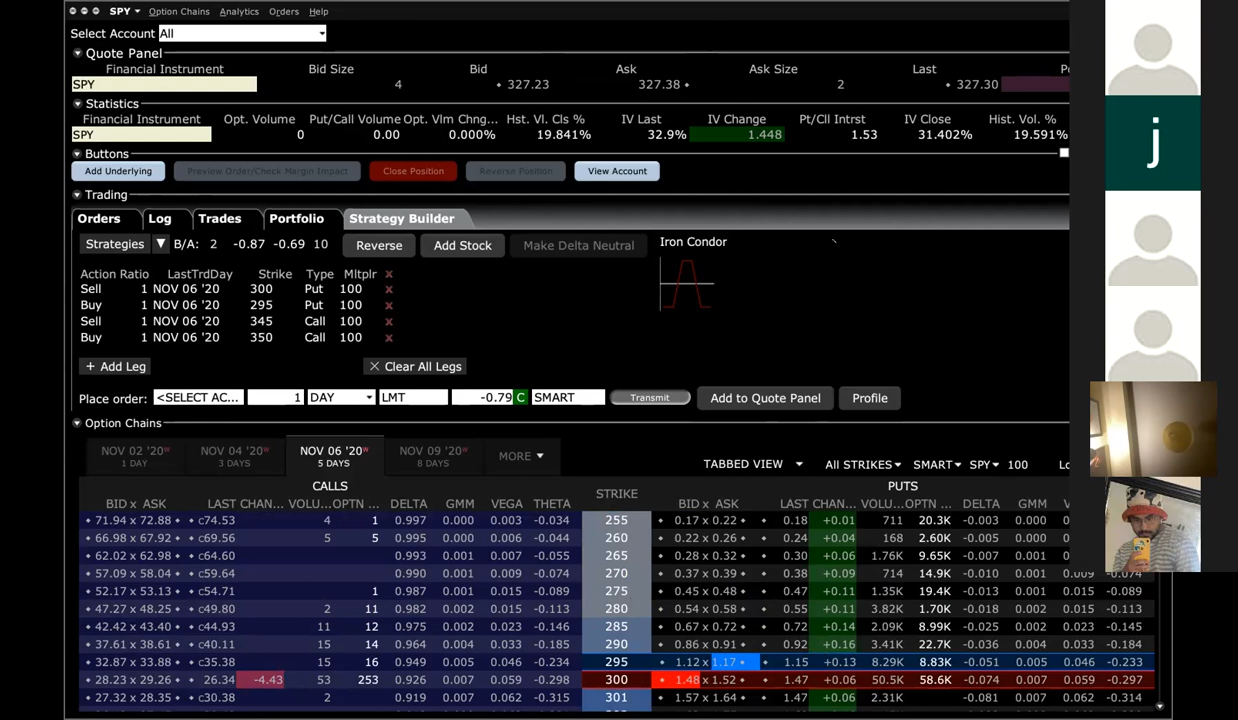 SPY ▾ Option Chains Analytics Orders Help
Select Account All
Quote Panel
Financial Instrument Bid Size Bid Ask Ask Size Last
SPY 4 327.23 327.38 2 327.30
Statistics
Financial Instrument Opt. Volume Put/Call Volume Opt. Vlm Chng... Hst. Vl. Cls % IV Last IV Change Pt/Cll Intrst IV Close Hist. Vol. %
SPY 0 0.00 0.000% 19.841% 32.9% 1.448 1.53 31.402% 19.591%
Buttons
Add Underlying Preview Order/Check Margin Impact Close Position Reverse Position View Account
j
Trading
Orders Log Trades Portfolio Strategy Builder
Strategies ▼ B/A: 2 -0.87 -0.69 10 Reverse Add Stock Make Delta Neutral Iron Condor
Action Ratio LastTrdDay Strike Type Mltplr x
Sell 1 NOV 06 '20 300 Put 100 x
Buy 1 NOV 06 '20 295 Put 100 x
Sell 1 NOV 06 '20 345 Call 100 x
Buy 1 NOV 06 '20 350 Call 100 x
+ Add Leg X Clear All Legs
Place order: <SELECT AC... 1 DAY LMT -0.79 C SMART Transmit Add to Quote Panel Profile
Option Chains
NOV 02 '20 W NOV 04 '20 W NOV 06 '20 W NOV 09 '20 W MORE ▼
1 DAY 3 DAYS 5 DAYS 8 DAYS
TABBED VIEW All STRIKES SMART SPY 100
CALLS STRIKE PUTS
BID x ASK LAST CHAN... VOLU... OPTN ... DELTA GMM VEGA THETA BID x ASK LAST CHAN... VOLU... OPTN ... DELTA GMM
71.94 x 72.88 c74.53 4 1 0.997 0.000 0.003 -0.034 255 0.17 x 0.22 0.18 +0.01 711 20.3K -0.003 0.000
66.98 x 67.92 c69.56 5 5 0.995 0.000 0.006 -0.044 260 0.22 x 0.26 0.24 +0.04 168 2.60K -0.005 0.000
62.02 x 62.98 c64.60 0.993 0.001 0.007 -0.055 265 0.28 x 0.32 0.30 +0.06 1.76K 9.65K -0.007 0.001
57.09 x 58.04 c59.64 0.990 0.001 0.009 -0.074 270 0.37 x 0.39 0.38 +0.09 714 14.9K -0.010 0.001 0.009 -0.074
52.17 x 53.13 c54.71 1 0.987 0.001 0.012 -0.089 275 0.45 x 0.48 0.47 +0.11 3.35K 19.4K -0.013 0.001 0.012 -0.089
47.27 x 48.25 c49.80 2 11 0.982 0.002 0.015 -0.113 280 0.54 x 0.58 0.55 +0.11 3.82K 1.70K -0.018 0.002 0.015 -0.113
42.42 x 43.40 c44.93 11 12 0.975 0.002 0.023 -0.146 285 0.67 x 0.72 0.72 +0.14 2.09K 8.99K -0.025 0.002 0.023 -0.145
37.61 x 38.61 c40.11 15 14 0.964 0.004 0.033 -0.185 290 0.86 x 0.91 0.92 +0.16 3.41K 22.7K -0.036 0.004 0.033 -0.184
32.87 x 33.88 c35.38 15 16 0.949 0.005 0.046 -0.234 295 1.12 x 1.17 1.15 +0.13 8.29K 8.83K -0.051 0.005 0.046 -0.233
28.23 x 29.26 26.34 -4.43 53 253 0.926 0.007 0.059 -0.298 300 1.48 x 1.52 1.47 +0.06 50.5K 58.6K -0.074 0.007 0.059 -0.297
27.32 x 28.35 c30.38 2 0.919 0.007 0.062 -0.315 301 1.57 x 1.64 1.47 +0.06 2.31K -0.081 0.007 0.062 -0.314